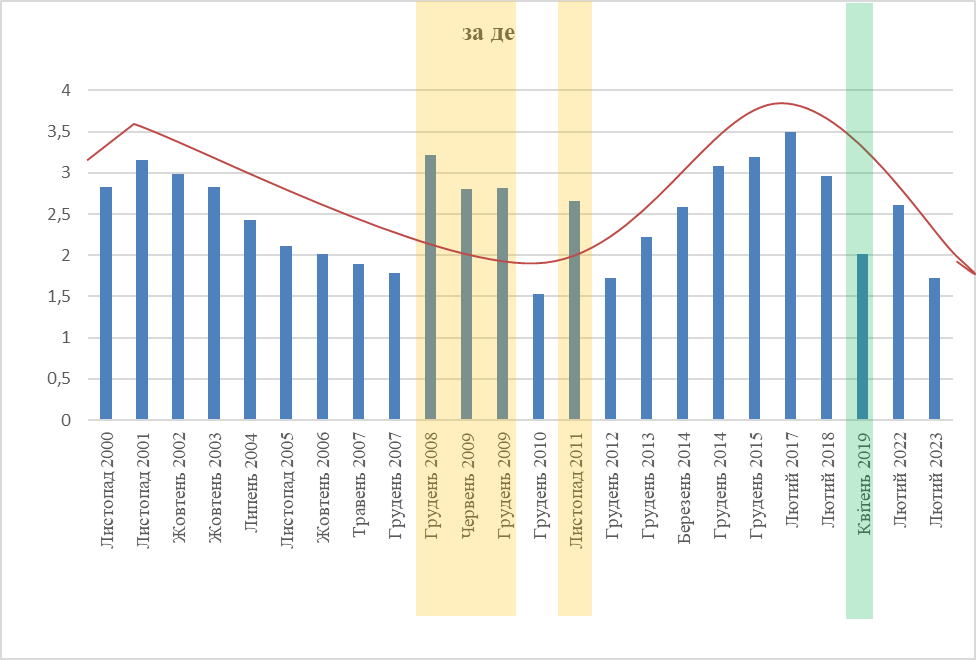 за де
4
3,5
3
2,5
2
1,5
1
0,5
0
Листопад 2000
Листопад 2001
Жовтень 2002
Жовтень 2003
Липень 2004
Листопад 2005
Жовтень 2006
Травень 2007
Грудень 2007
Грудень 2008
Червень 2009
Грудень 2009
Грудень 2010
Листопад 2011
Грудень 2012
Грудень 2013
Березень 2014
Грудень 2014
Грудень 2015
Лютий 2017
Лютий 2018
Квітень 2019
Лютий 2022
Лютий 2023